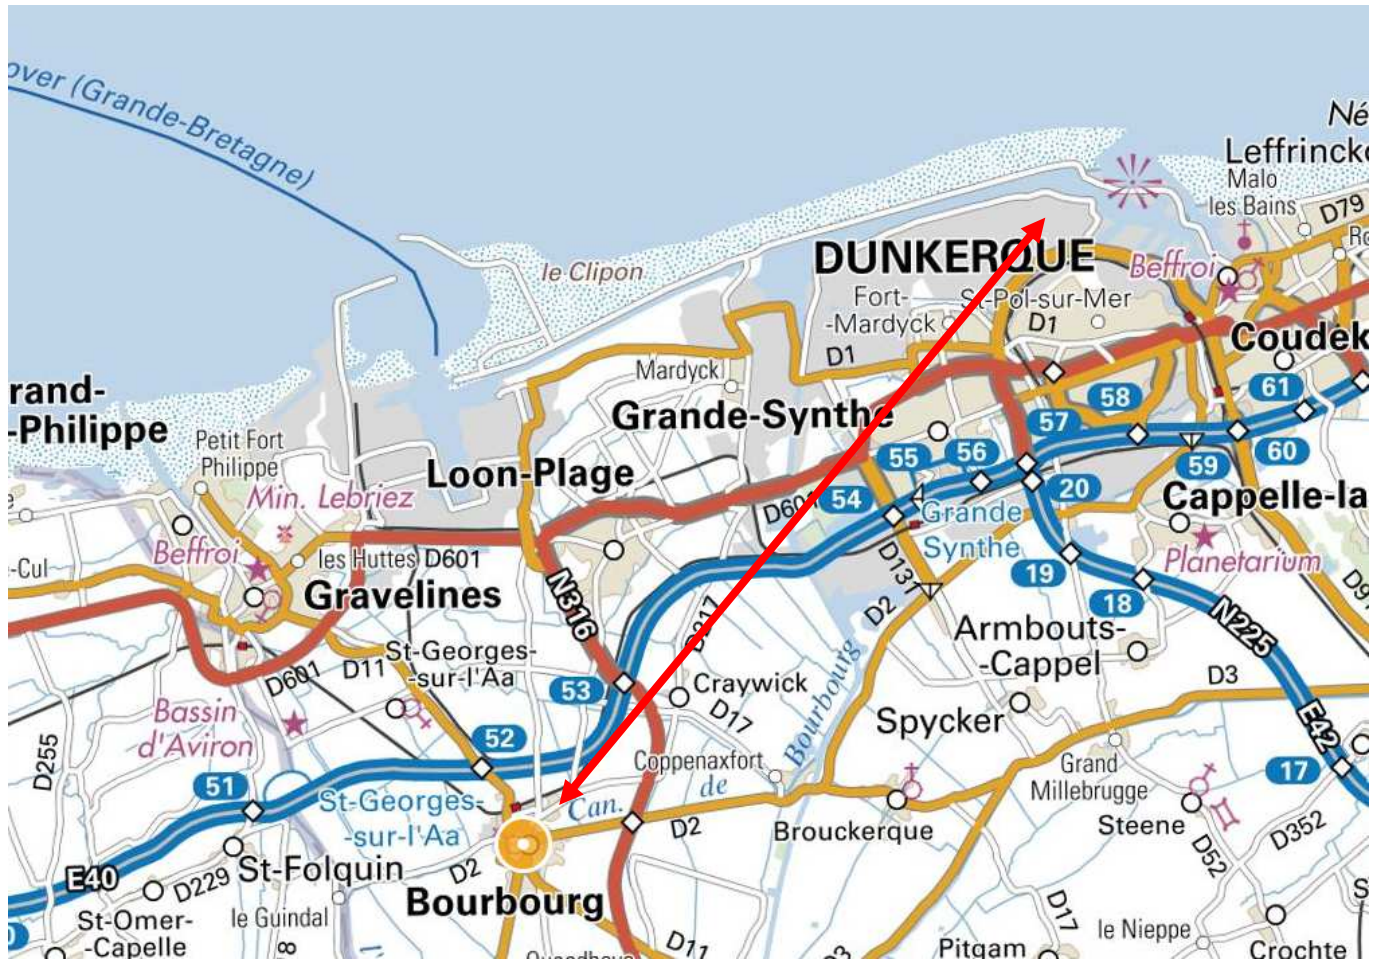 over (Grande-Bretagne)
Né
Leffrincko
Malo
les Bains
D79
Ro
le Clipon
DUNKERQUE
Beffroi
Fort-
-Mardyck
St-Pol-sur-Mer
D1
Coudek
D1
Mardyck
61
58
Grande-Synthe
57
rand-
-Philippe
Petit Fort
Philippe
55
56
60
59
Loon-Plage
20
Min. Lebriez
54
D601
Grande
Synthe
Cappelle-la
Beffroi
les Huttes
D601
-Cul
19
Planetarium
D131
D2
18
Gravelines
N316
D217
N225
Armbouts-
-Cappel
St-Georges-
-sur-l'Aa
D11
D601
53
Craywick
D17
Bourbourg
Spycker
D3
E42
Bassin
d'Aviron
52
Coppenaxfort
de
Grand
Millebrugge
17
D255
51
St-Georges-
-sur-l'Aa
Can.
D2
Brouckerque
Steene
D352
D52
E40
D229
St-Folquin
D2
Bourbourg
St-Omer-
-Capelle
le Guindal
D11
D17
Pitgam
le Nieppe
Crochte
8